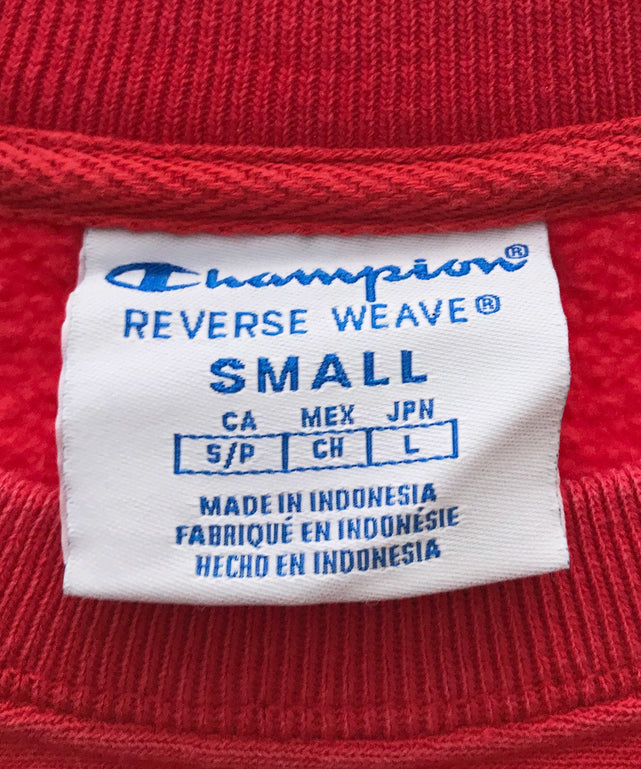 Champion®
REVERSE WEAVE®
SMALL
CA MEX JPN
S/P CH L
MADE IN INDONESIA
FABRIQUÉ EN INDONÉSIE
HECHO EN INDONESIA